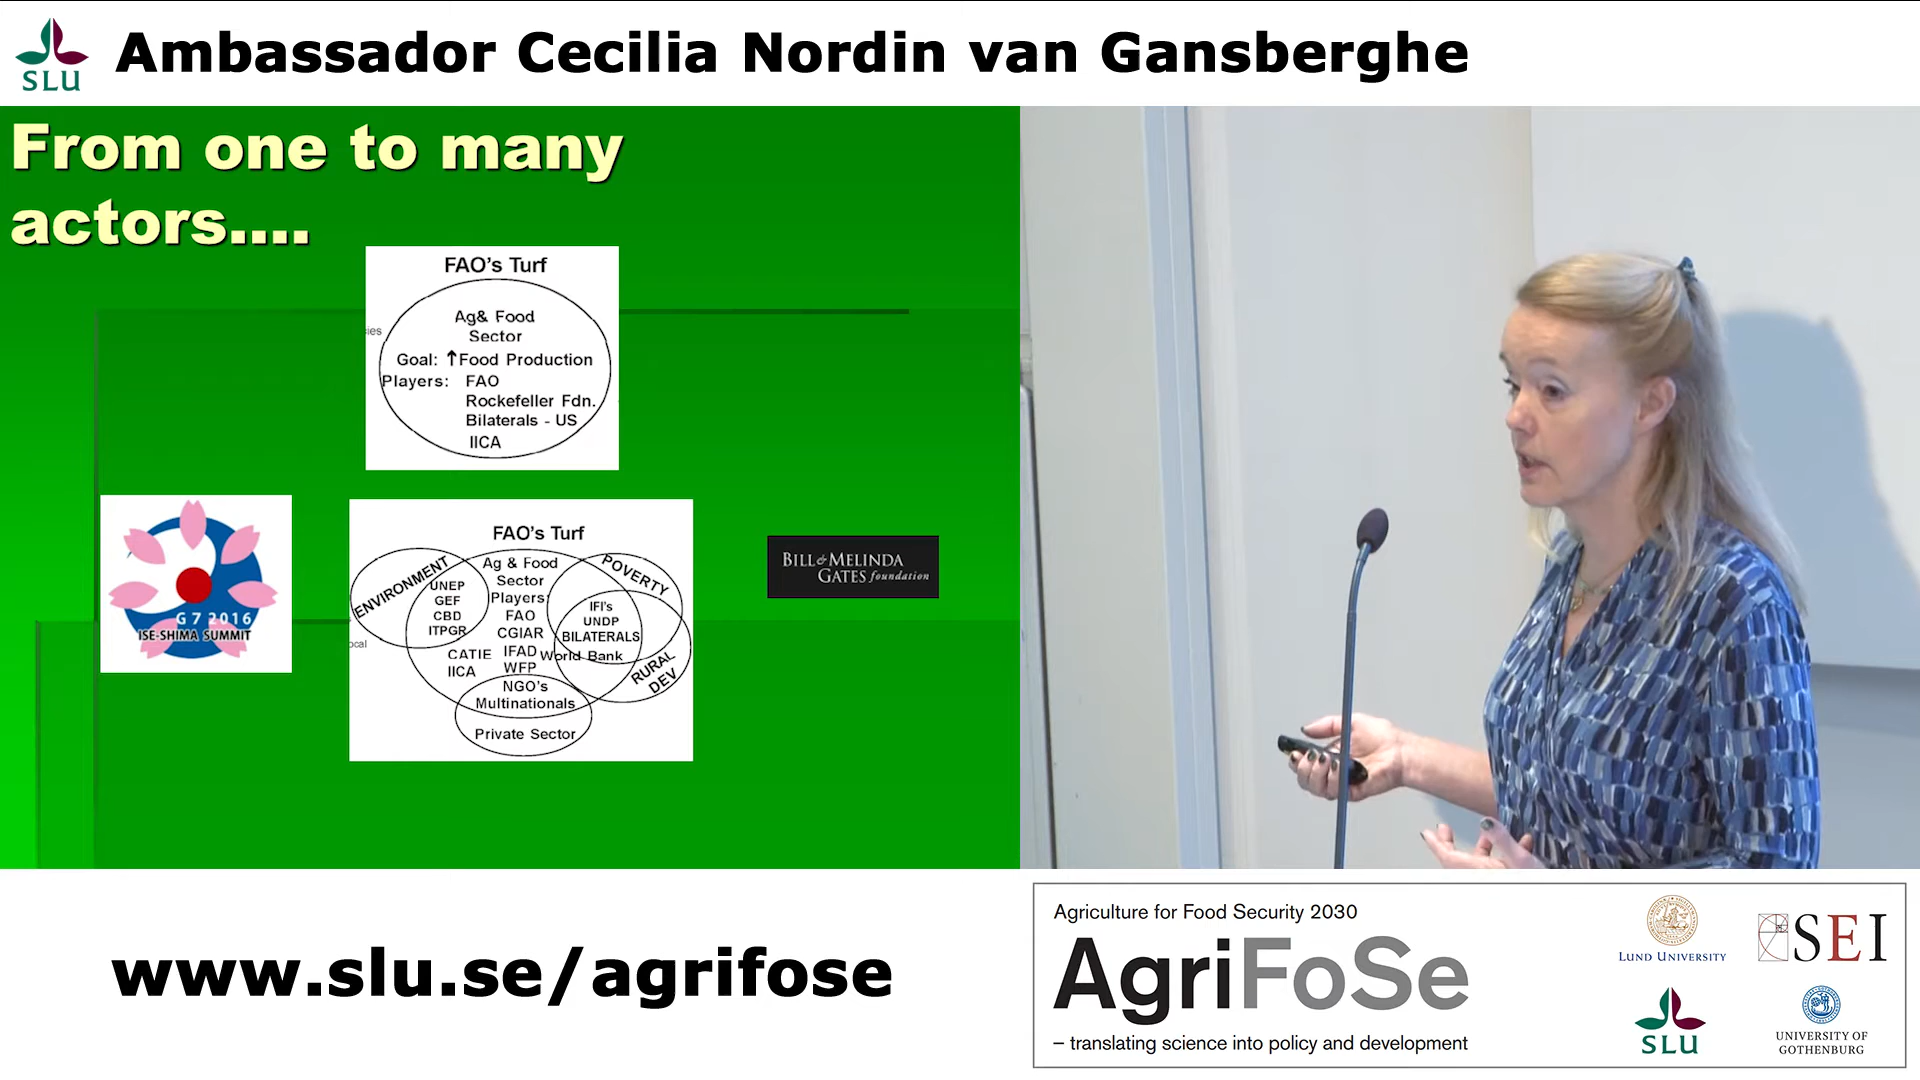 SLU
Ambassador Cecilia Nordin van Gansberghe
From one to many
actors....
FAO's Turf
Ag& Food
Sector
Goal: ↑Food Production
Players: FAO
Rockefeller Fdn.
Bilaterals - US
IICA
G 7 2016
ISE-SHIMA SUMMIT
FAO's Turf
ENVIRONMENT
UNEP
GEF
CBD
ITPGR
Ag & Food
Sector
Players:
FAO
CGIAR
IFAD
WFP
CATIE
IICA
POVERTY
IFI's
UNDP
BILATERALS
World Bank
RURAL
DEV
NGO's
Multinationals
Private Sector
BILL & MELINDA
GATES foundation
www.slu.se/agrifose
Agriculture for Food Security 2030
AgriFoSe
– translating science into policy and development
LUND UNIVERSITY
SEI
SLU
UNIVERSITY OF
GOTHENBURG